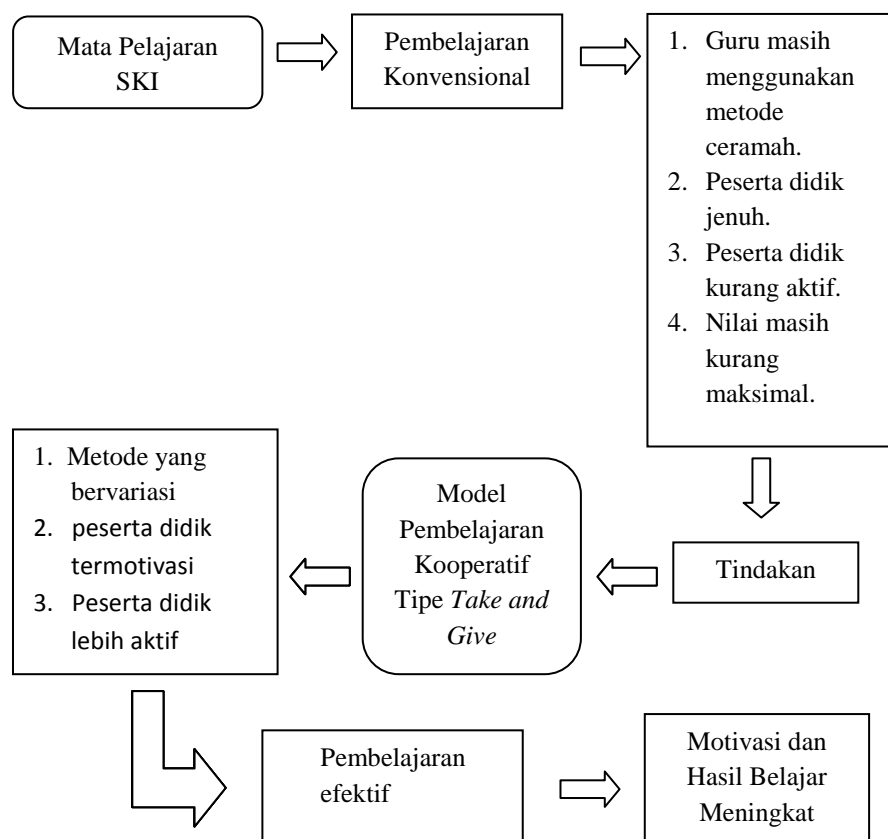 Mata Pelajaran
SKI
Pembelajaran
Konvensional
1. Guru masih
menggunakan
metode
ceramah.
2. Peserta didik
jenuh.
3. Peserta didik
kurang aktif.
4. Nilai masih
kurang
maksimal.
Tindakan
Model
Pembelajaran
Kooperatif
Tipe Take and
Give
1. Metode yang
bervariasi
2. peserta didik
termotivasi
3. Peserta didik
lebih aktif
Pembelajaran
efektif
Motivasi dan
Hasil Belajar
Meningkat